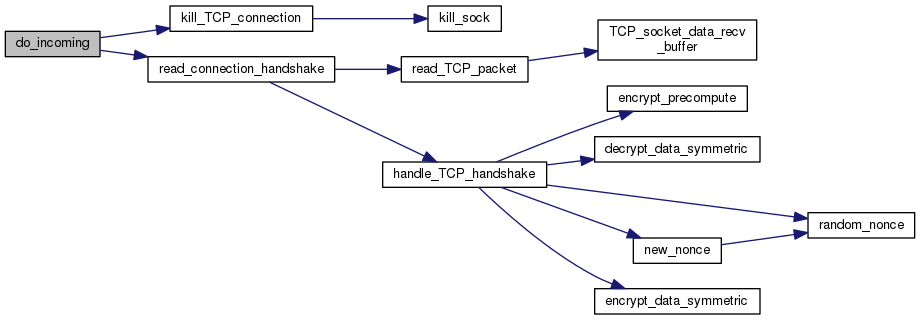 do_incoming
kill_TCP_connection
kill_sock
read_connection_handshake
read_TCP_packet
TCP_socket_data_recv
_buffer
handle_TCP_handshake
encrypt_precompute
decrypt_data_symmetric
random_nonce
new_nonce
encrypt_data_symmetric